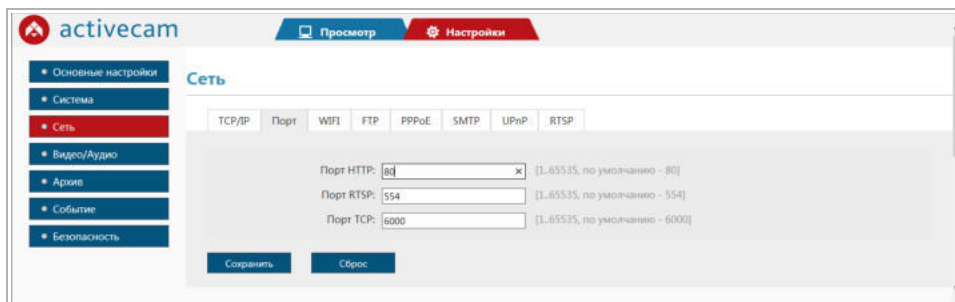 activecam
Просмотр Настройки
Основные настройки
Система
Сеть
Видео/Аудио
Архив
Событие
Безопасность
Сеть
TCP/IP Порт WIFI FTP PPPoE SMTP UPnP RTSP
Порт HTTP: 80 × [1..65535, по умолчанию - 80]
Порт RTSP: 554 [1..65535, по умолчанию - 554]
Порт TCP: 6000 [1..65535, по умолчанию - 6000]
Сохранить Сброс